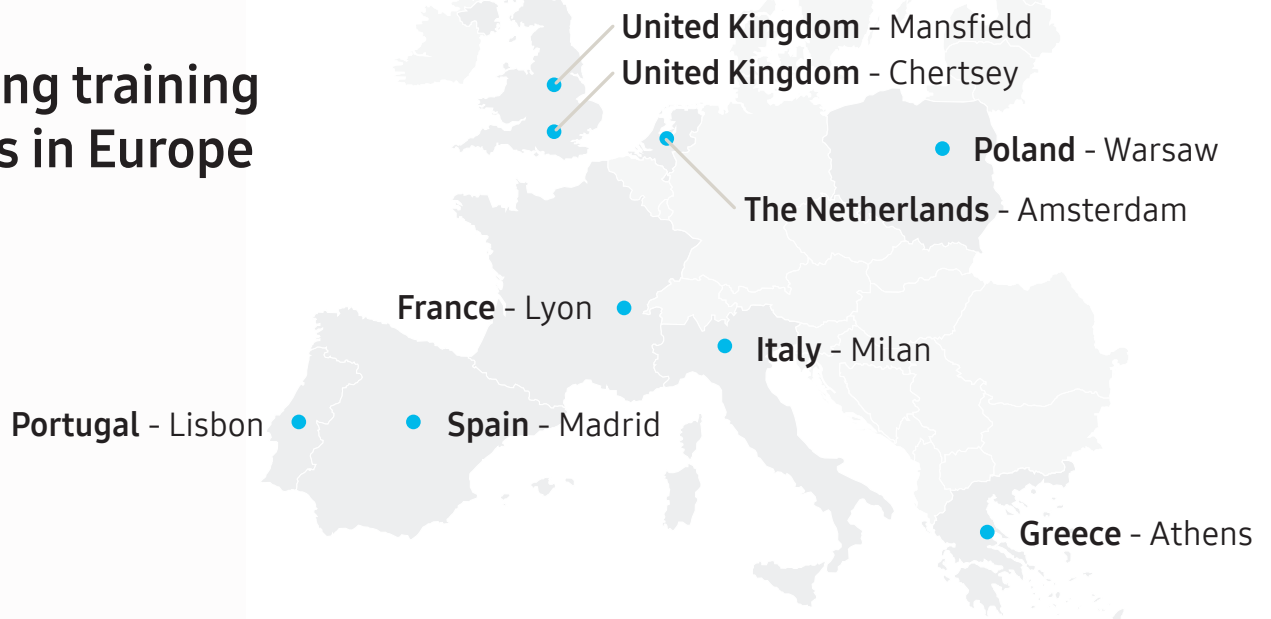 United Kingdom - Mansfield
United Kingdom - Chertsey
training
in Europe
Poland - Warsaw
The Netherlands - Amsterdam
France - Lyon
Italy - Milan
Portugal - Lisbon
Spain - Madrid
Greece - Athens